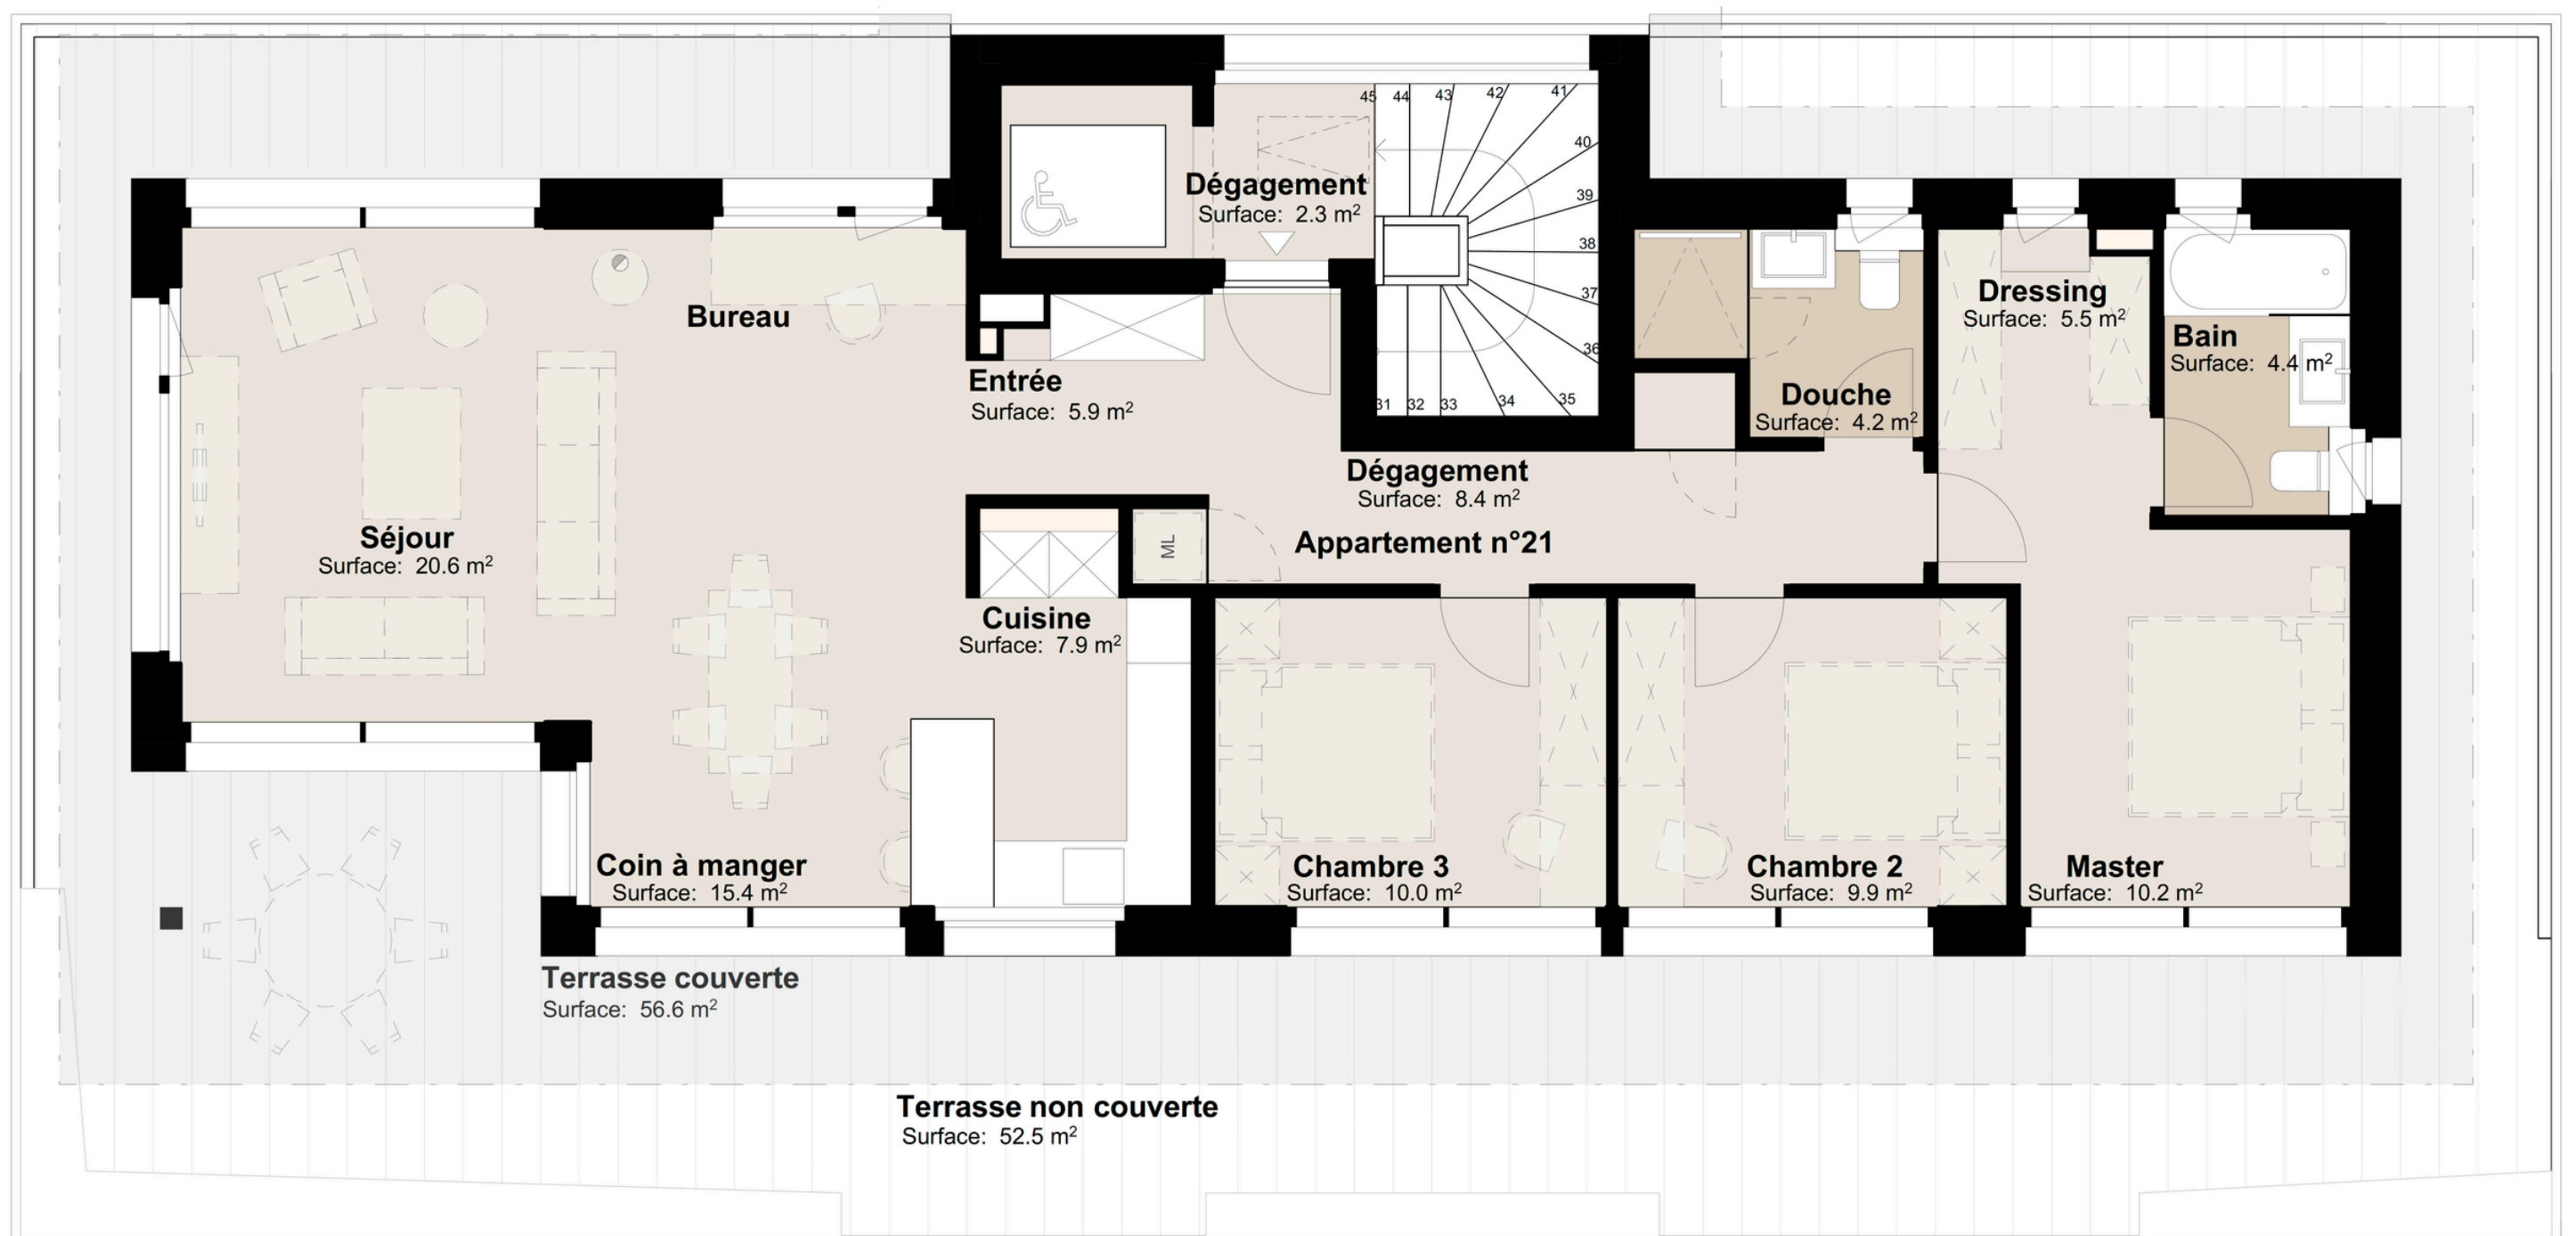 45
44
43
42
41
40
39
38
37
36
35
34
33
32
31
Dégagement
Surface: 2.3 m²
Bureau
Entrée
Surface: 5.9 m²
Dressing
Surface: 5.5 m²
Bain
Surface: 4.4 m²
Douche
Surface: 4.2 m²
Dégagement
Surface: 8.4 m²
Appartement n°21
ML
Séjour
Surface: 20.6 m²
Cuisine
Surface: 7.9 m²
Coin à manger
Surface: 15.4 m²
Chambre 3
Surface: 10.0 m²
Chambre 2
Surface: 9.9 m²
Master
Surface: 10.2 m²
Terrasse couverte
Surface: 56.6 m²
Terrasse non couverte
Surface: 52.5 m²